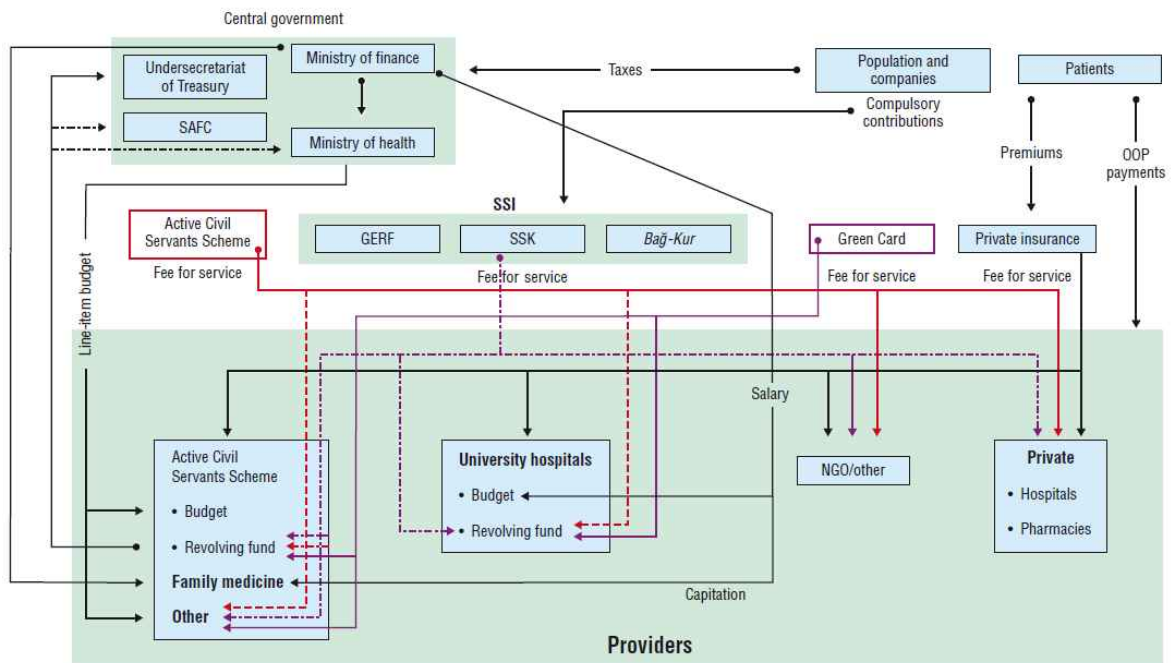 Central government
Undersecretariat
of Treasury
Ministry of finance
SAFC
Ministry of health
Taxes
Population and
companies
Patients
Compulsory
contributions
Premiums
OOP
payments
SSI
Active Civil
Servants Scheme
GERF
SSK
Bağ-Kur
Green Card
Private insurance
Fee for service
Fee for service
Fee for service
Fee for service
Line-item budget
Salary
Active Civil
Servants Scheme
• Budget
• Revolving fund
Family medicine
Other
University hospitals
• Budget
• Revolving fund
NGO/other
Private
• Hospitals
• Pharmacies
Capitation
Providers